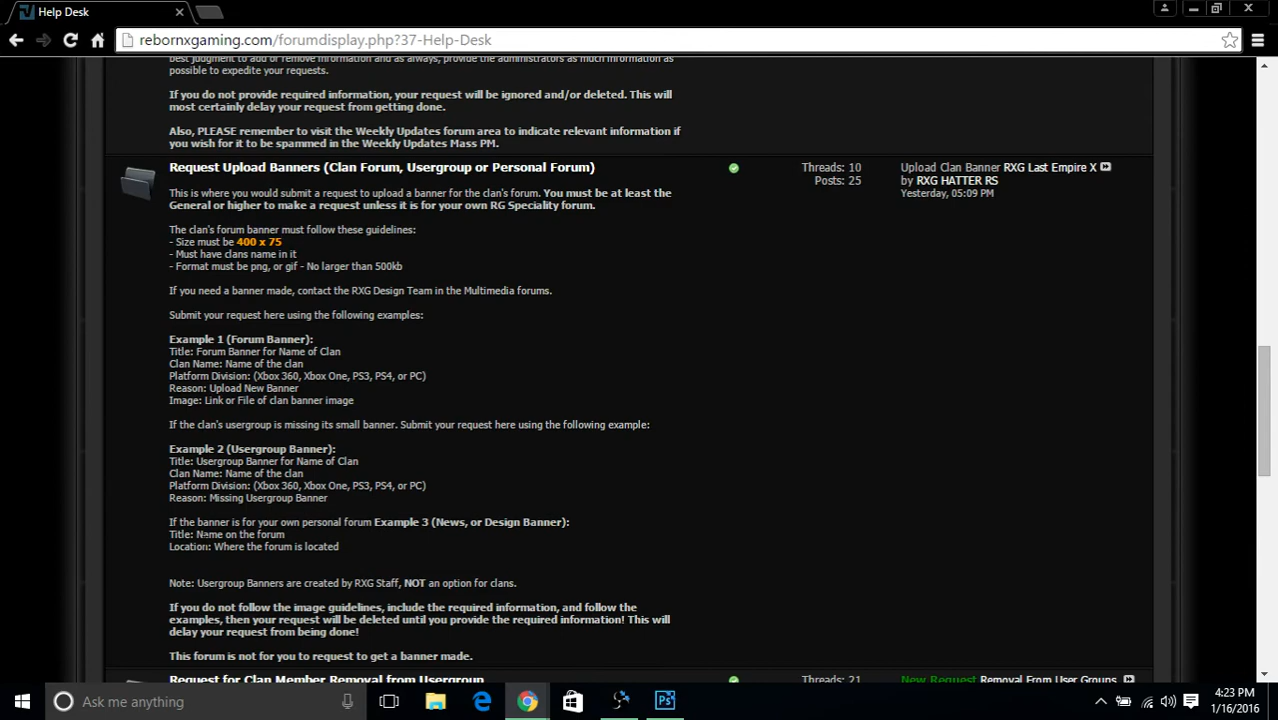 Help Desk
rebornxgaming.com/forumdisplay.php?37-Help-Desk
best judgment to add or remove information and as always, provide the administrators as much information as
possible to expedite your requests.
If you do not provide required information, your request will be ignored and/or deleted. This will
most certainly delay your request from getting done.
Also, PLEASE remember to visit the Weekly Updates forum area to indicate relevant information if
you wish for it to be spammed in the Weekly Updates Mass PM.
Request Upload Banners (Clan Forum, Usergroup or Personal Forum)
Threads: 10
Posts: 25
Upload Clan Banner RXG Last Empire X
by RXG HATTER RS
Yesterday, 05:09 PM
This is where you would submit a request to upload a banner for the clan's forum. You must be at least the
General or higher to make a request unless it is for your own RG Speciality forum.
The clan's forum banner must follow these guidelines:
- Size must be 400 x 75
- Must have clans name in it
- Format must be png, or gif - No larger than 500kb
If you need a banner made, contact the RXG Design Team in the Multimedia forums.
Submit your request here using the following examples:
Example 1 (Forum Banner):
Title: Forum Banner for Name of Clan
Clan Name: Name of the clan
Platform Division: (Xbox 360, Xbox One, PS3, PS4, or PC)
Reason: Upload New Banner
Image: Link or File of clan banner image
If the clan's usergroup is missing its small banner. Submit your request here using the following example:
Example 2 (Usergroup Banner):
Title: Usergroup Banner for Name of Clan
Clan Name: Name of the clan
Platform Division: (Xbox 360, Xbox One, PS3, PS4, or PC)
Reason: Missing Usergroup Banner
If the banner is for your own personal forum Example 3 (News, or Design Banner):
Title: Name on the forum
Location: Where the forum is located
Note: Usergroup Banners are created by RXG Staff, NOT an option for clans.
If you do not follow the image guidelines, include the required information, and follow the
examples, then your request will be deleted until you provide the required information! This will
delay your request from being done!
This forum is not for you to request to get a banner made.
Request for Clan Member Removal from Usergroup
Threads: 21
New Request Removal From User Groups
Ask me anything
4:23 PM
1/16/2016